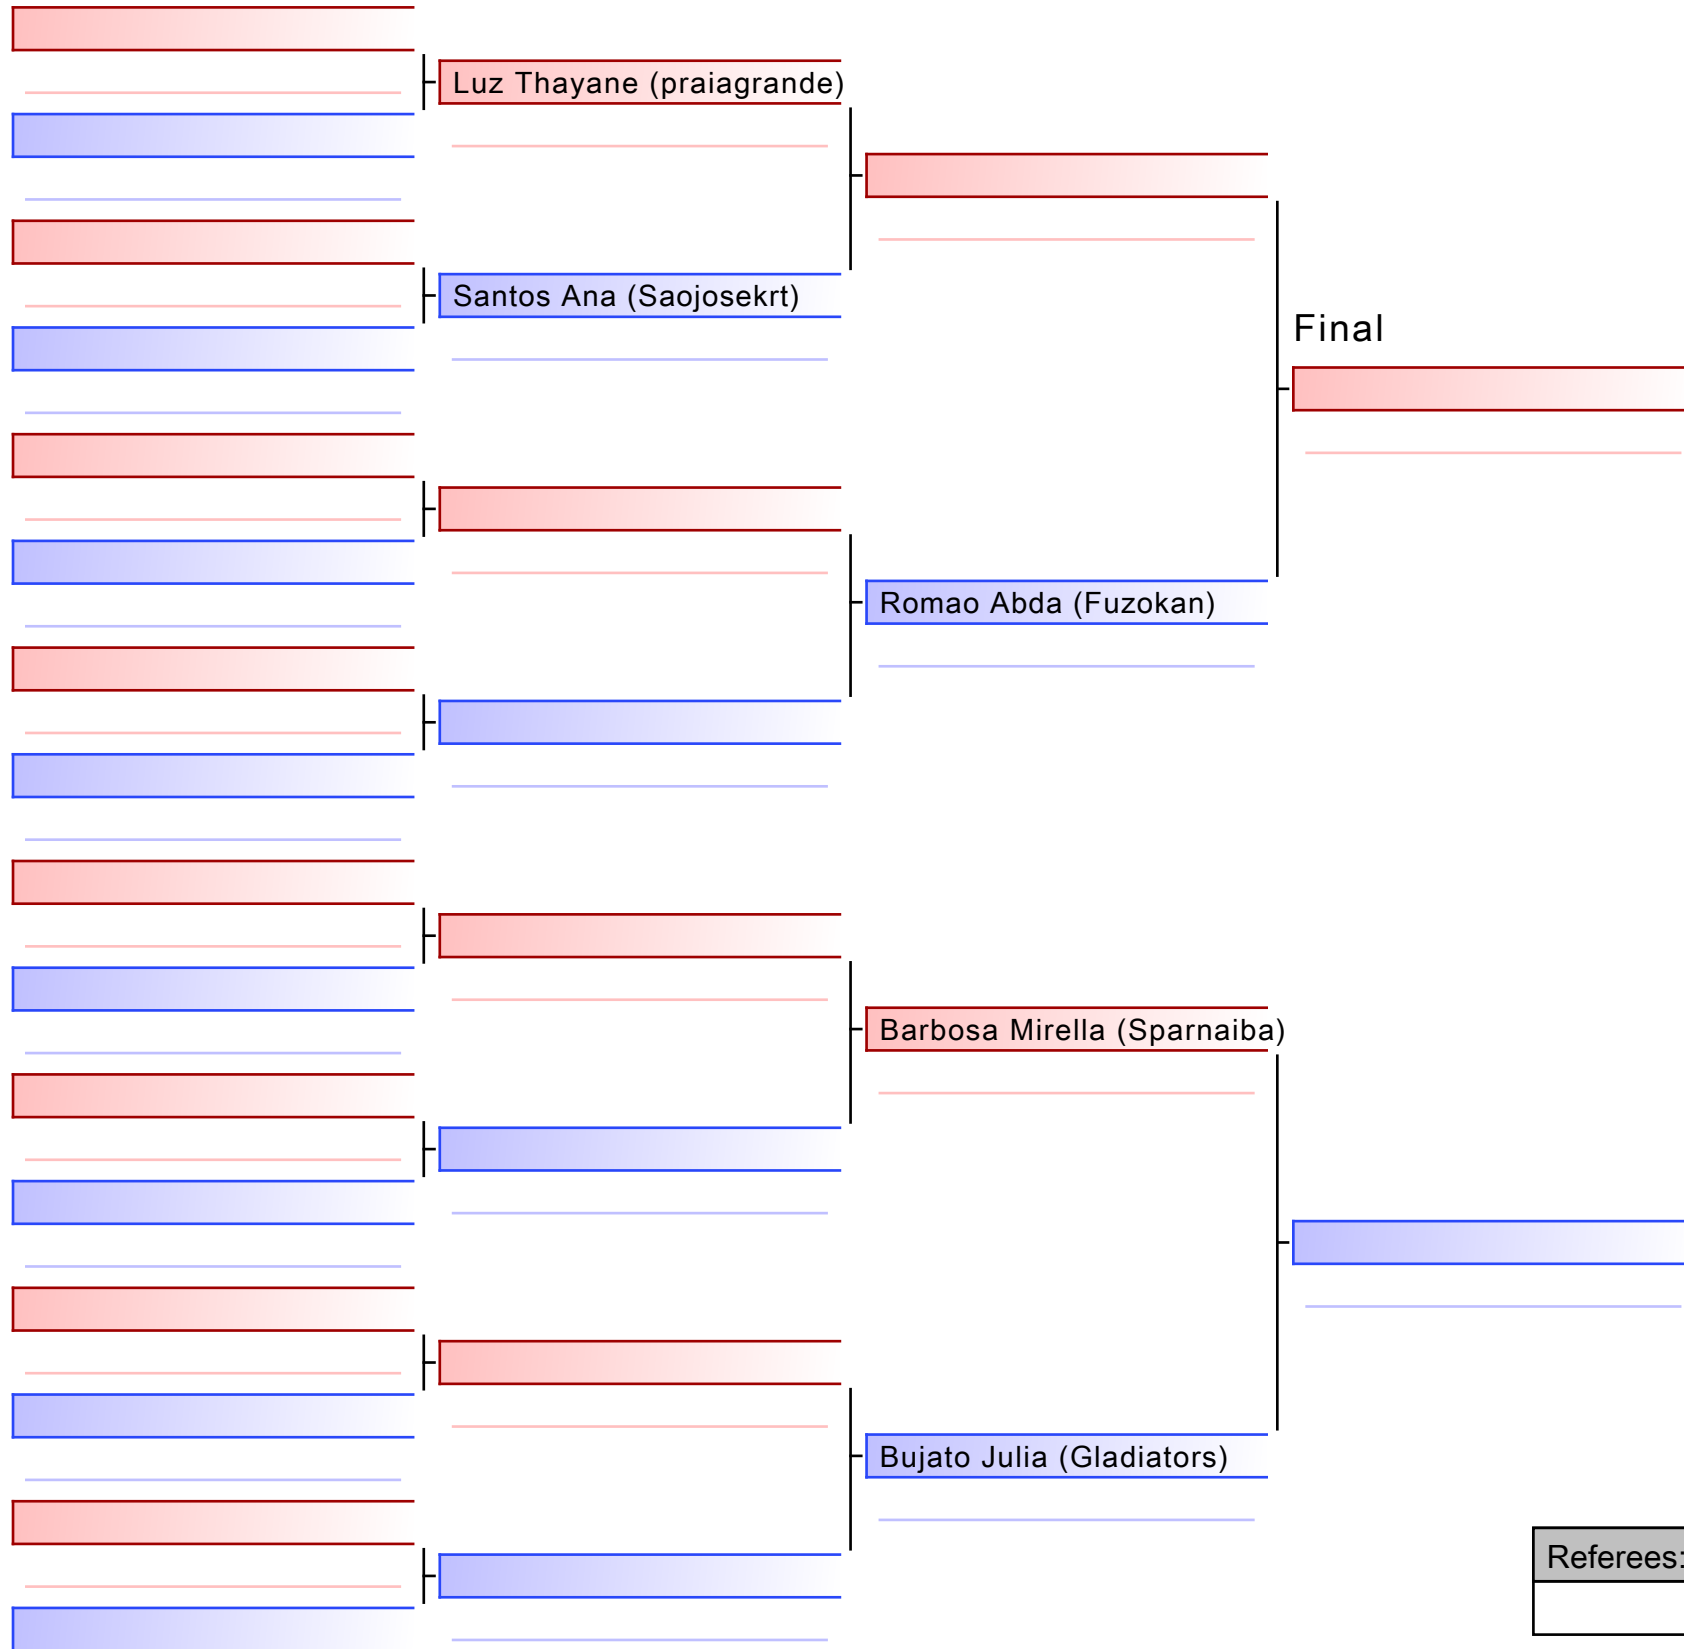 Luz Thayane (praiagrande)
Santos Ana (Saojosekrt)
Final
Romao Abda (Fuzokan)
Barbosa Mirella (Sparnaiba)
Bujato Julia (Gladiators)
Referees: